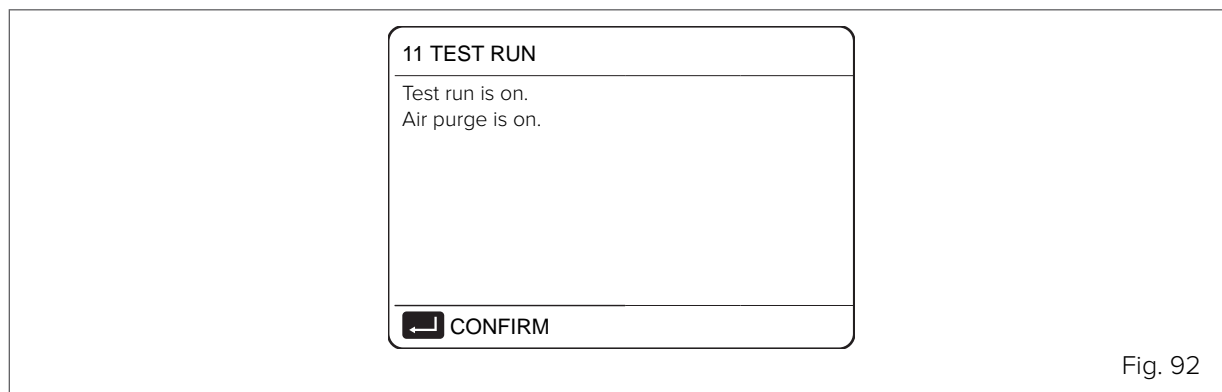 11 TEST RUN
Test run is on.
Air purge is on.
CONFIRM
Fig. 92